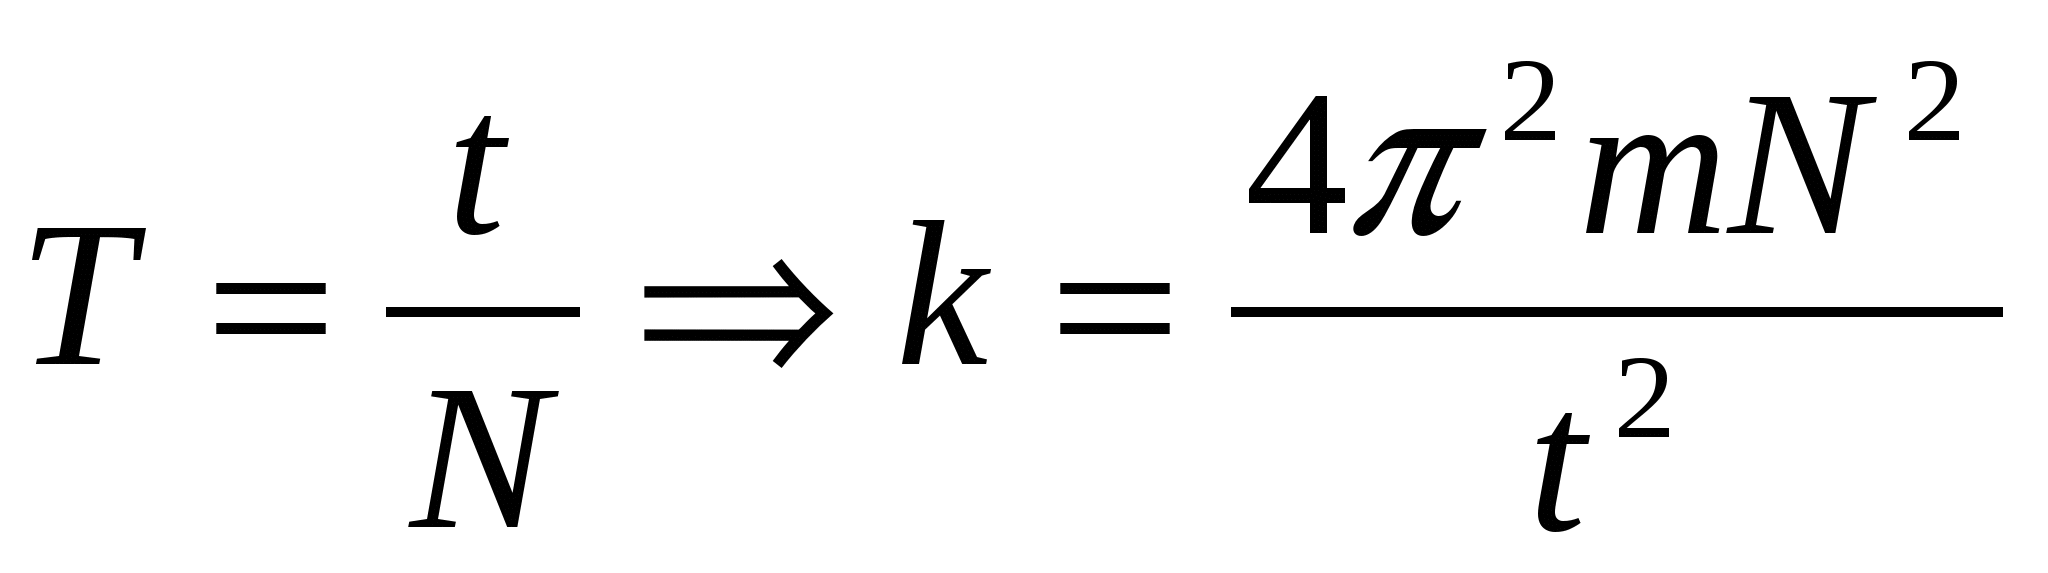 T = t/N ⇒ k = 4π²mN²/t²